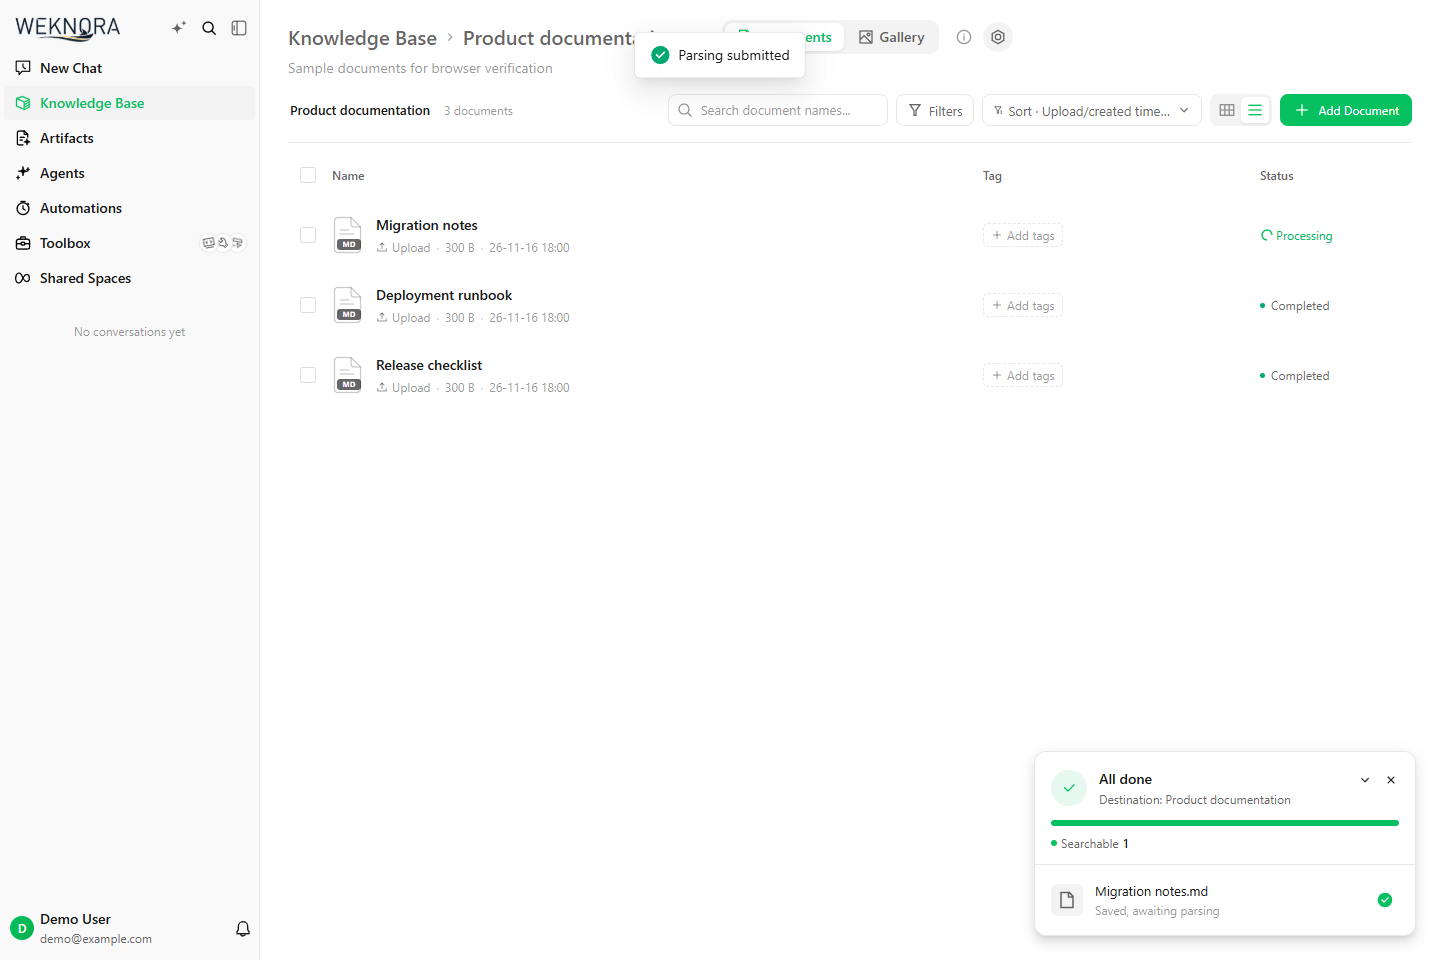 WEKNORA
New Chat
Knowledge Base
Artifacts
Agents
Automations
Toolbox
Shared Spaces
No conversations yet
Demo User
demo@example.com
D
Knowledge Base › Product
Gallery
Parsing submitted
Sample documents for browser verification
Product documentation 3 documents
Search document names...
Filters
Sort · Upload/created time...
Add Document
Name Tag Status
Migration notes
MD
Upload · 300 B · 26-11-16 18:00
+ Add tags
Processing
Deployment runbook
MD
Upload · 300 B · 26-11-16 18:00
+ Add tags
Completed
Release checklist
MD
Upload · 300 B · 26-11-16 18:00
+ Add tags
Completed
All done
Destination: Product documentation
Searchable 1
Migration notes.md
Saved, awaiting parsing